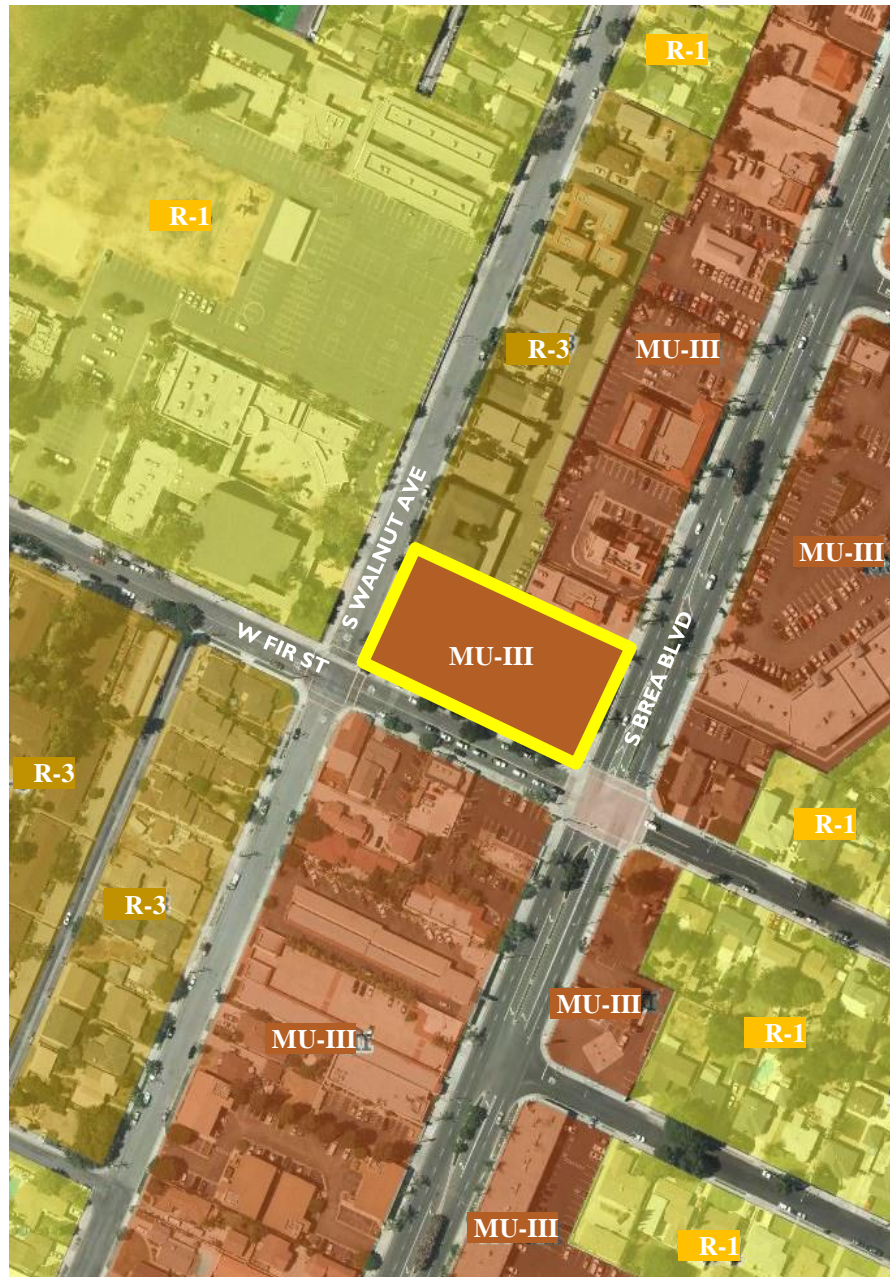 R-1
R-1
R-3
MU-III
S WALNUT AVE
MU-III
W FIR ST
MU-III
S BREA BLVD
R-3
R-1
R-3
MU-III
MU-III
R-1
MU-III
R-1